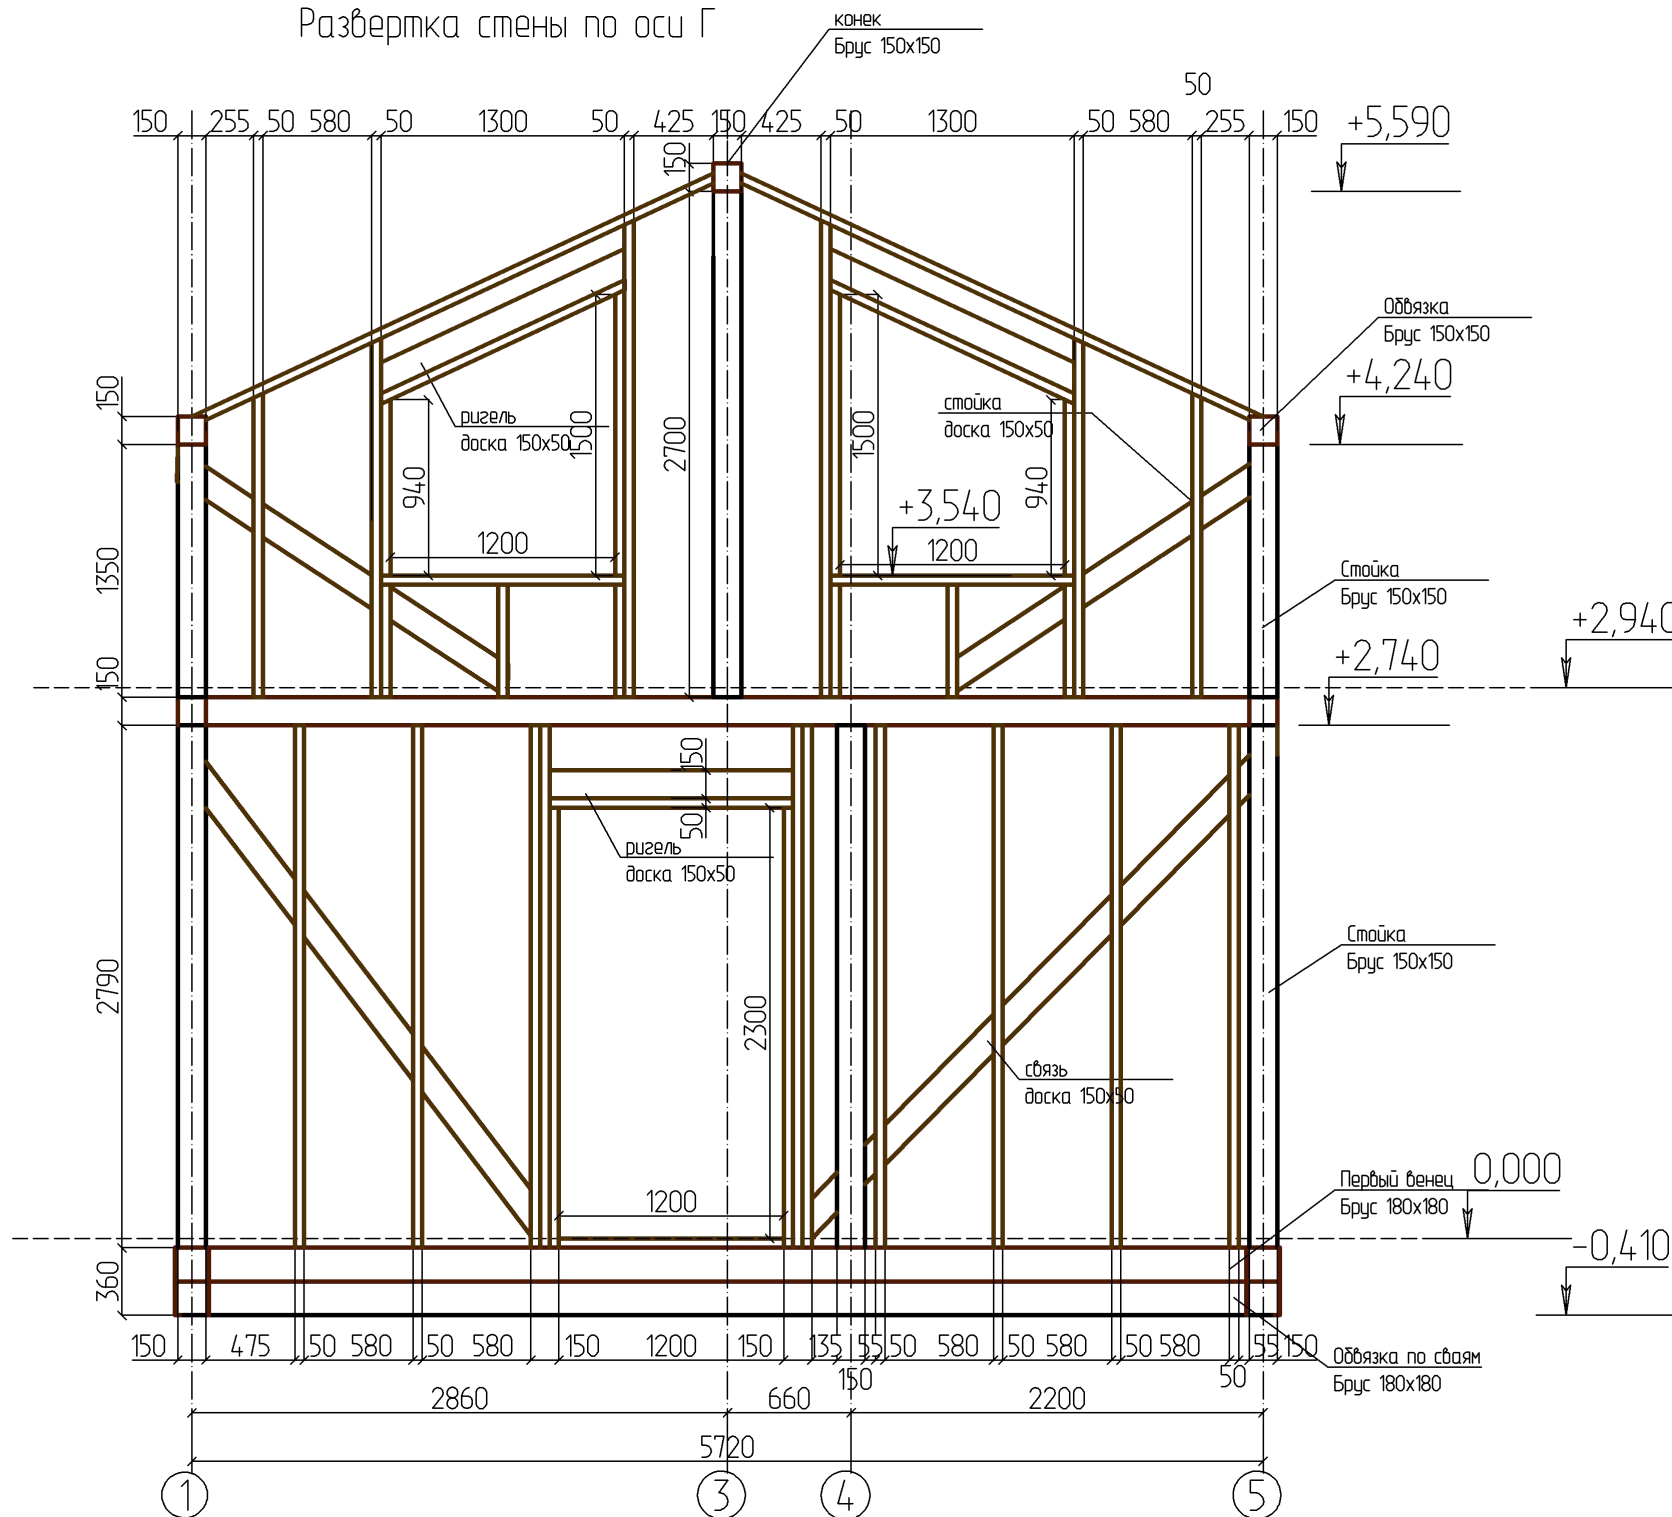 Развертка стены по оси Г
конек
Брус 150х150
50
150 255 50 580 50 1300 50 425 150 425 50 1300 50 580 255 150
+5,590
150
Обвязка
Брус 150х150
+4,240
150
ригель
доска 150х50
1500
2700
1500
стойка
доска 150х50
940
940
+3,540
1200
1200
1350
Стойка
Брус 150х150
+2,940
+2,740
150
150
50
ригель
доска 150х50
Стойка
Брус 150х150
2790
2300
связь
доска 150х50
1200
Первый венец
Брус 180х180
0,000
-0,410
360
150 475 50 580 50 580 150 1200 150 135 55 50 580 50 580 50 580 55 150
150
50
Обвязка по сваям
Брус 180х180
2860 660 2200
5720
1 3 4 5